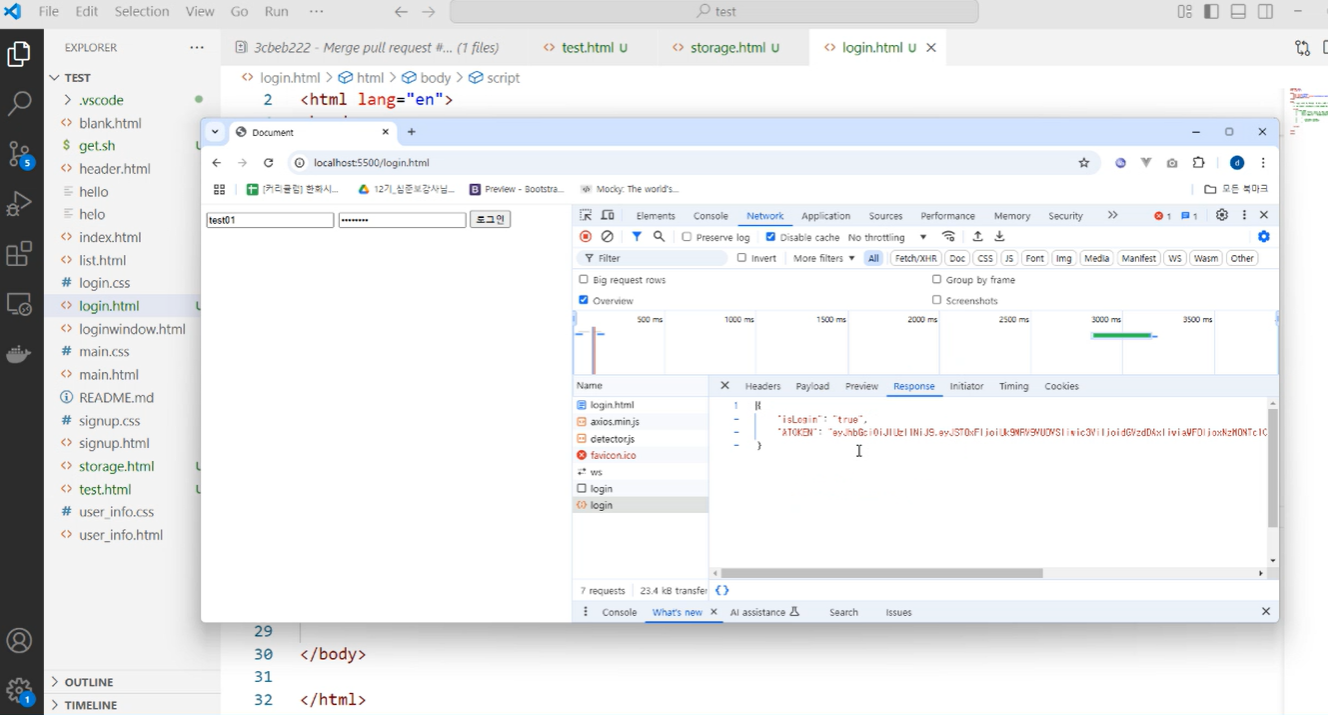 File Edit Selection View Go Run ··· test
EXPLORER ···
3cbeb222 - Merge pull request #... (1 files) test.html U storage.html U login.html U
TEST
login.html > html > body > script
.vscode
blank.html
get.sh U
header.html
hello
helo
index.html
list.html
login.css
login.html U
loginwindow.html
main.css
main.html
README.md
signup.css
signup.html
storage.html U
test.html U
user_info.css
user_info.html
OUTLINE
TIMELINE
5
1
2 <html lang="en">
Document
localhost:5500/login.html
d
[커리큘럼] 한화시... 12기_심준보강사님... Preview - Bootstra... Mocky: The world's... 모든 북마크
test01 •••••••• 로그인
Elements Console Network Application Sources Performance Memory Security 1 1
Preserve log Disable cache No throttling
Filter Invert More filters All Fetch/XHR Doc CSS JS Font Img Media Manifest WS Wasm Other
Big request rows Group by frame
Overview Screenshots
500 ms 1000 ms 1500 ms 2000 ms 2500 ms 3000 ms 3500 ms
Name Headers Payload Preview Response Initiator Timing Cookies
login.html
axios.min.js
detector.js
favicon.ico
ws
login
login
1 {
- "isLogin": "true",
- "ATOKEN":
- }
7 requests 23.4 kB transfer {}
Console What's new AI assistance Search Issues
29
30 </body>
31
32 </html>